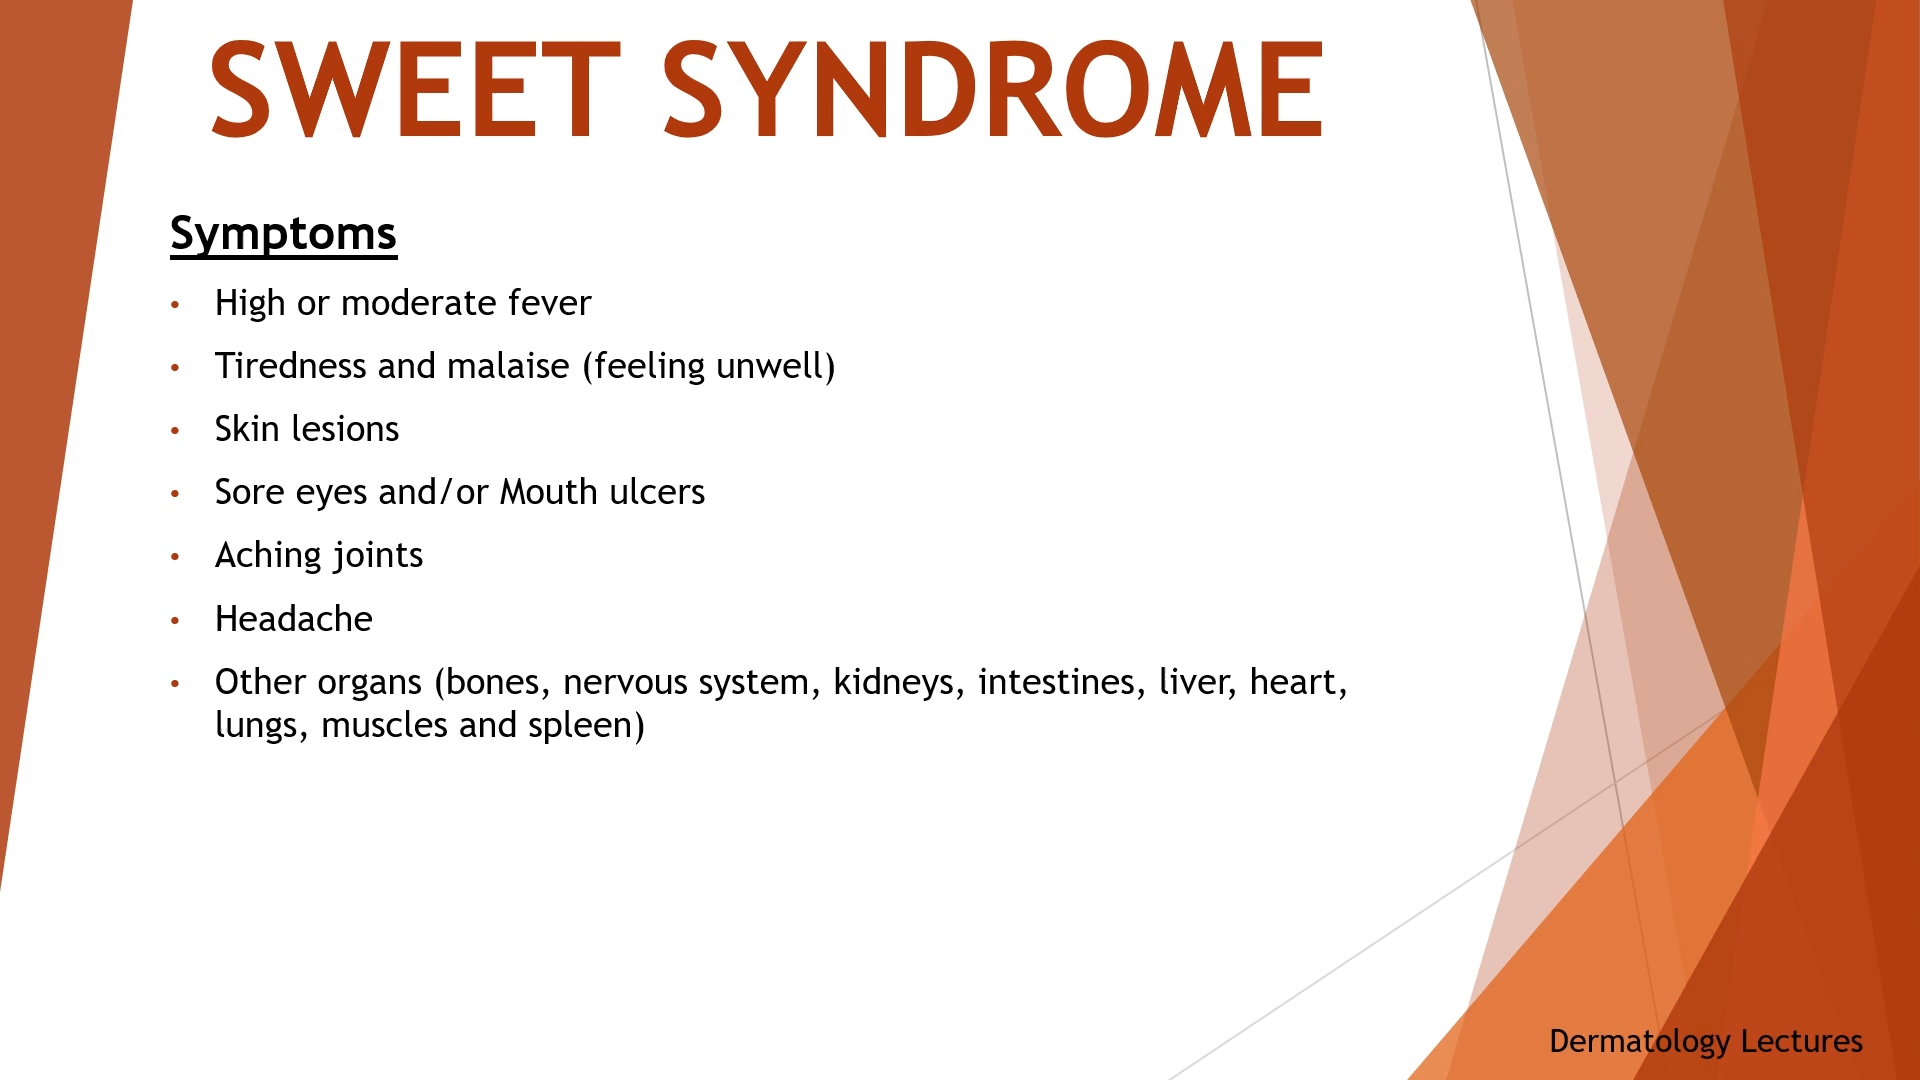 SWEET SYNDROME
Symptoms
• High or moderate fever
• Tiredness and malaise (feeling unwell)
• Skin lesions
• Sore eyes and/or Mouth ulcers
• Aching joints
• Headache
• Other organs (bones, nervous system, kidneys, intestines, liver, heart,
lungs, muscles and spleen)
Dermatology Lectures